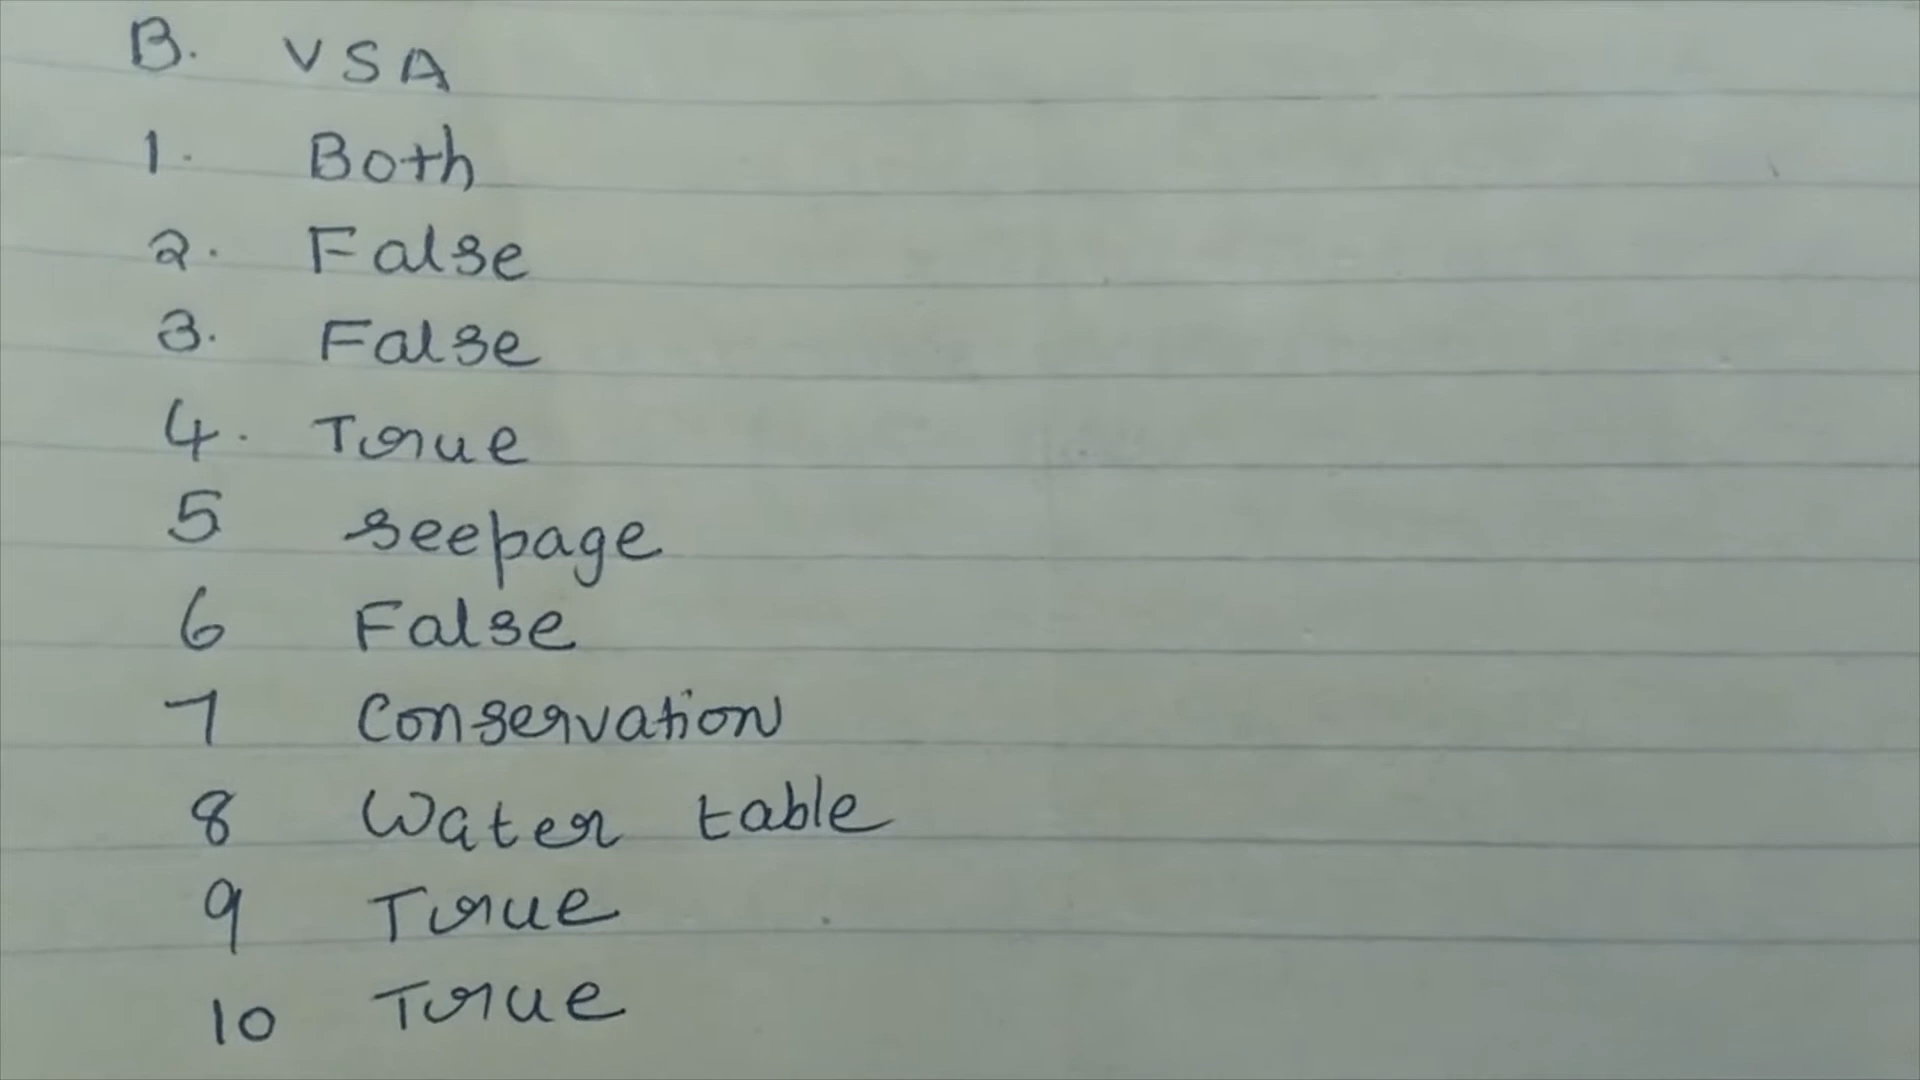 B. VSA
1. Both
2. False
3. False
4. True
5 seepage
6 False
7 Conservation
8 Water table
9 True
10 True